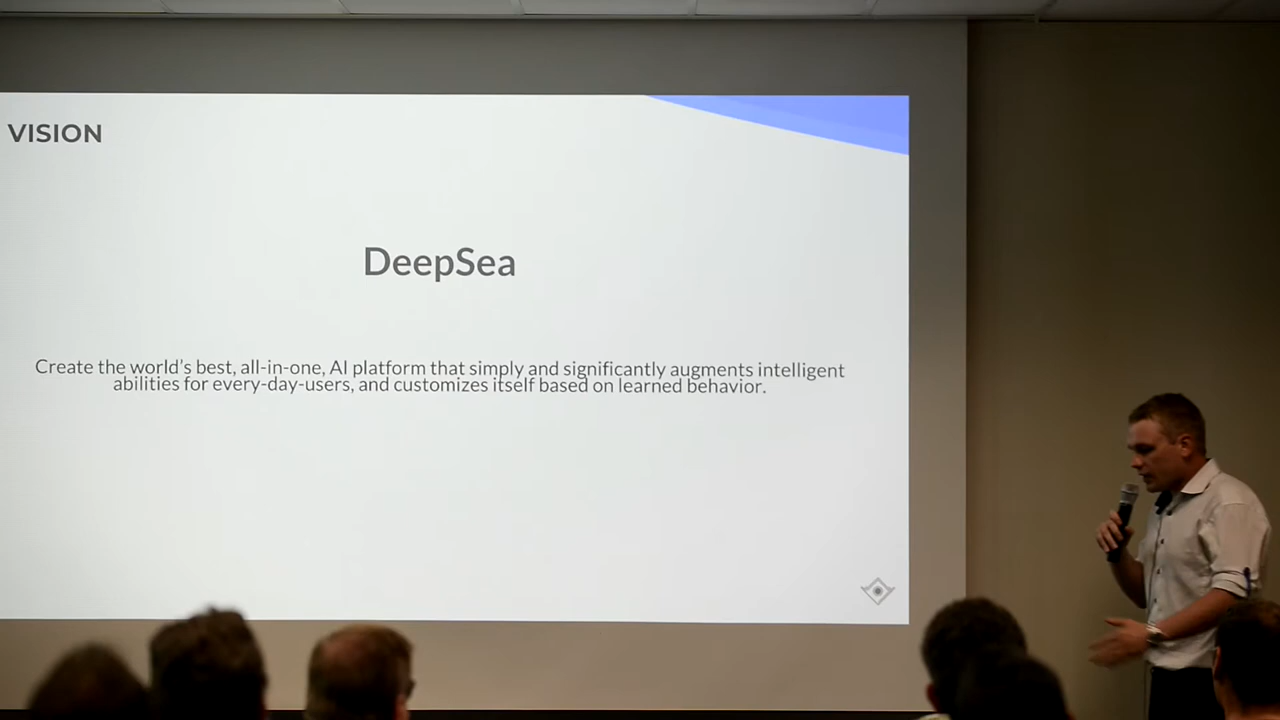 VISION
DeepSea
Create the world's best, all-in-one, AI platform that simply and significantly augments intelligent
abilities for every-day-users, and customizes itself based on learned behavior.